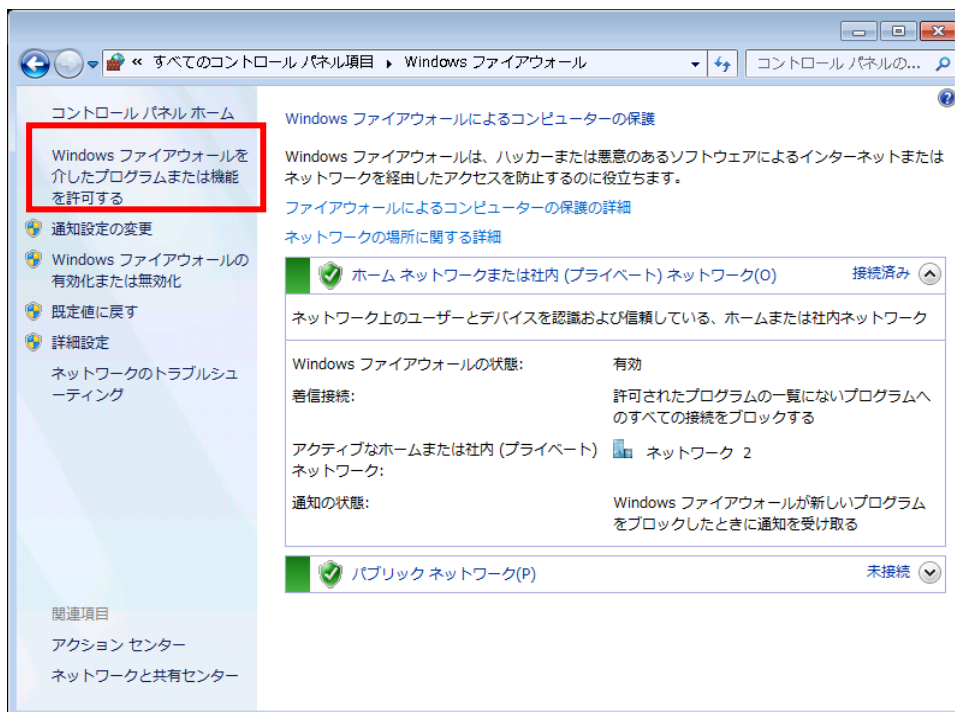 « すべてのコントロール パネル項目 ▸ Windows ファイアウォール
コントロール パネルの...
コントロール パネル ホーム
Windows ファイアウォールを
介したプログラムまたは機能
を許可する
通知設定の変更
Windows ファイアウォールの
有効化または無効化
既定値に戻す
詳細設定
ネットワークのトラブルシュ
ーティング
関連項目
アクション センター
ネットワークと共有センター
Windows ファイアウォールによるコンピューターの保護
Windows ファイアウォールは、ハッカーまたは悪意のあるソフトウェアによるインターネットまたは
ネットワークを経由したアクセスを防止するのに役立ちます。
ファイアウォールによるコンピューターの保護の詳細
ネットワークの場所に関する詳細
ホーム ネットワークまたは社内 (プライベート) ネットワーク(O) 接続済み
ネットワーク上のユーザーとデバイスを認識および信頼している、ホームまたは社内ネットワーク
Windows ファイアウォールの状態: 有効
着信接続: 許可されたプログラムの一覧にないプログラムへ
のすべての接続をブロックする
アクティブなホームまたは社内 (プライベート) ネットワーク 2
ネットワーク:
通知の状態: Windows ファイアウォールが新しいプログラム
をブロックしたときに通知を受け取る
パブリック ネットワーク(P) 未接続